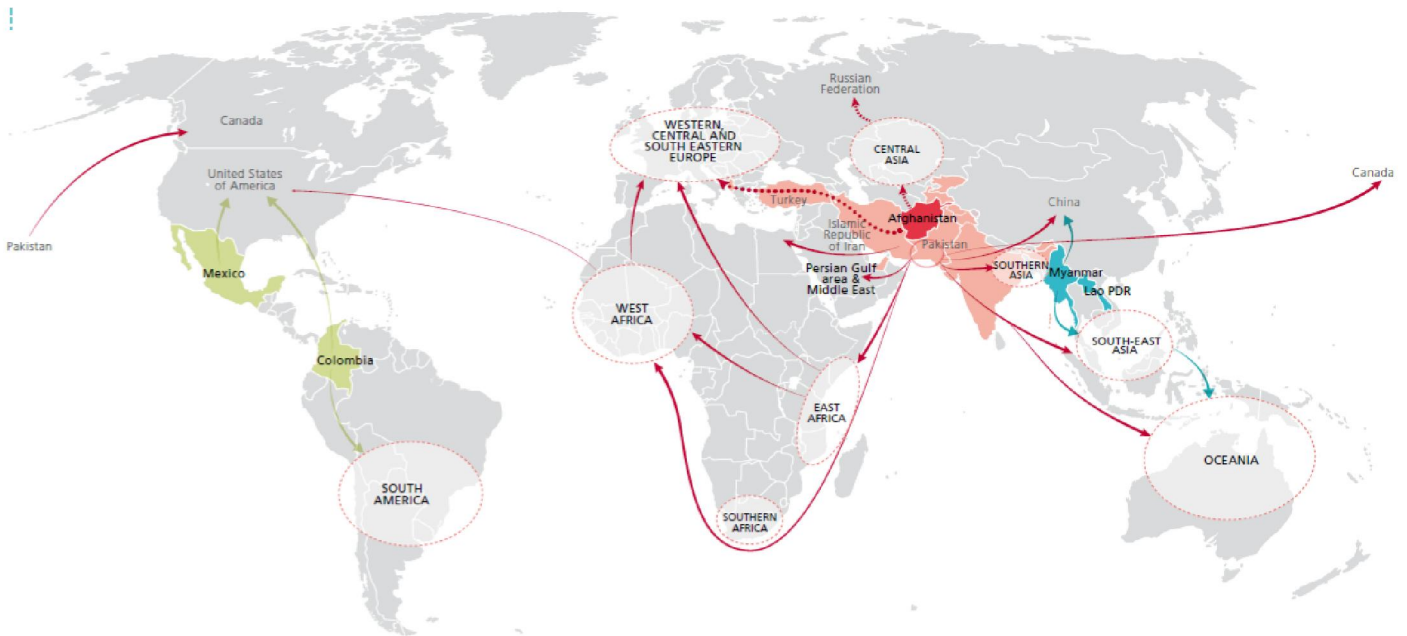 Russian
Federation
Canada
WESTERN,
CENTRAL AND
SOUTH EASTERN
EUROPE
CENTRAL
ASIA
United States
of America
Canada
Turkey
China
Afghanistan
Islamic
Republic
of Iran
Pakistan
Pakistan
Mexico
Persian Gulf
area &
Middle East
SOUTHERN
ASIA
Myanmar
Lao PDR
WEST
AFRICA
SOUTH-EAST
ASIA
Colombia
EAST
AFRICA
OCEANIA
SOUTH
AMERICA
SOUTHERN
AFRICA